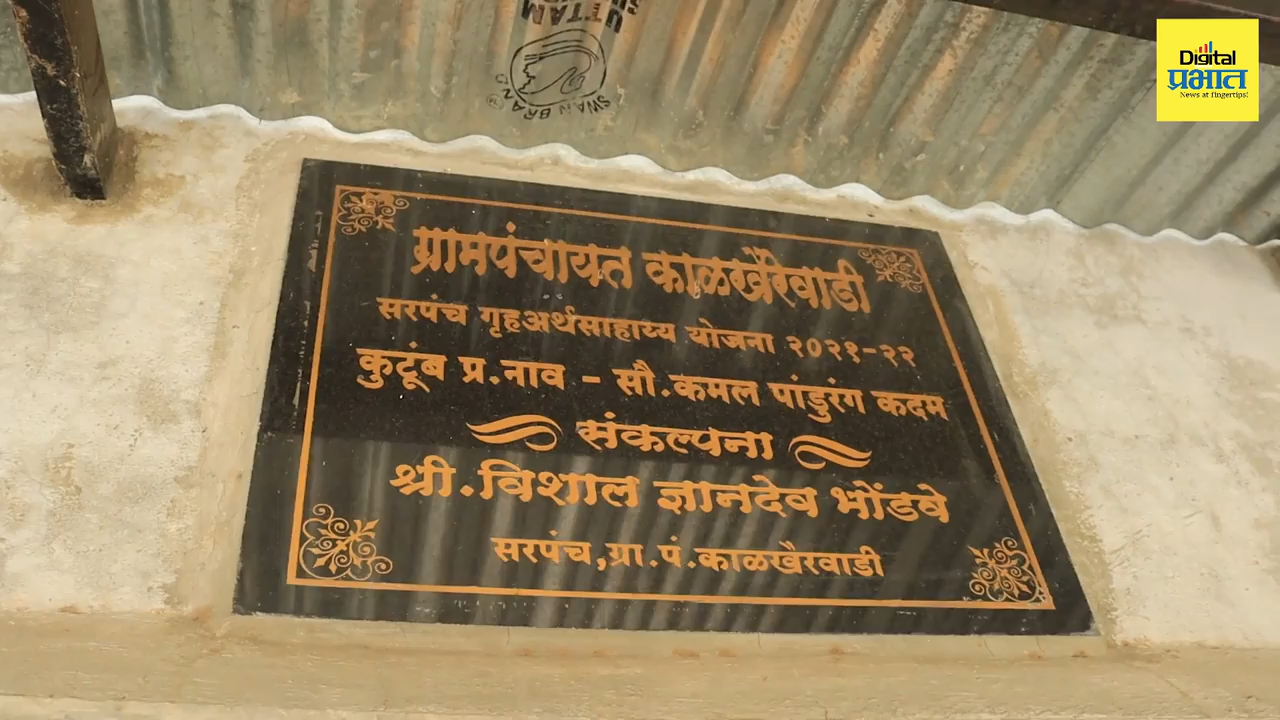 UTTAM
SWAN BRAND
Digital
प्रभात
News at fingertips!
ग्रामपंचायत काळखैरेवाडी
सरपंच गृहअर्थसाहाय्य योजना २०२१-२२
कुटूंब प्र.नाव - सौ.कमल पांडुरंग कदम
संकल्पना
श्री.विशाल ज्ञानदेव भोंडवे
सरपंच,ग्रा.पं.काळखैरवाडी